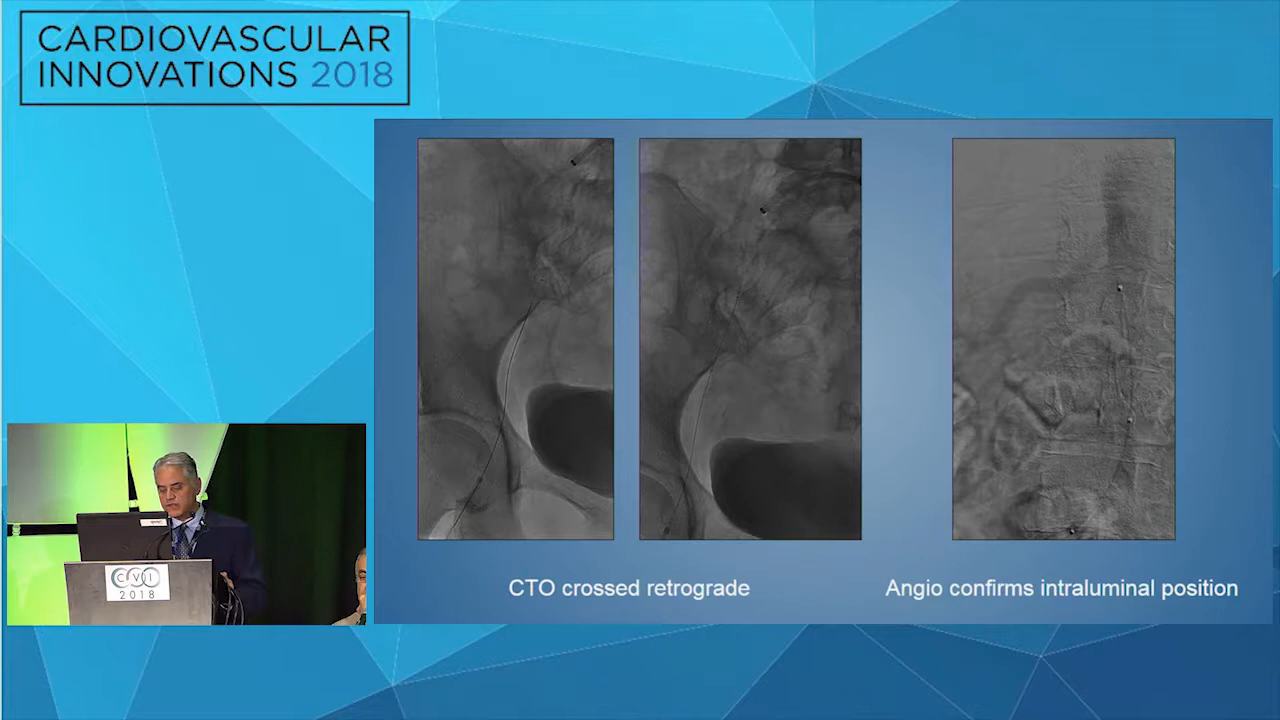 CARDIOVASCULAR
INNOVATIONS 2018
CTO crossed retrograde
Angio confirms intraluminal position
CVI
2018